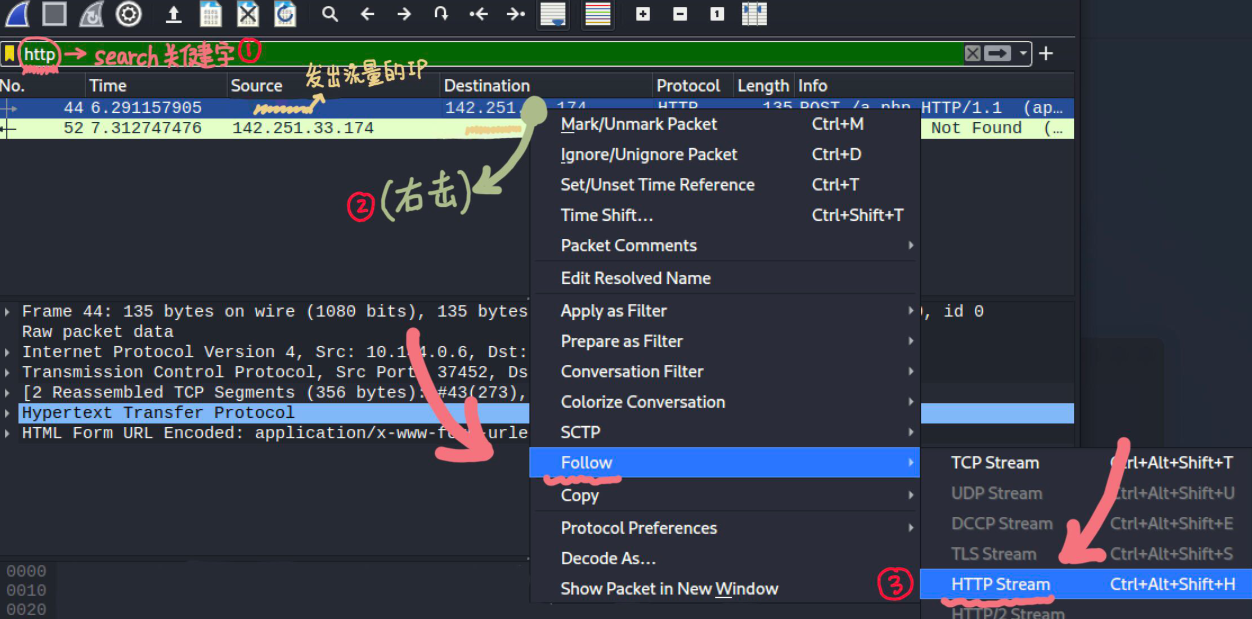 http → search 关键字 ①
No. Time Source Destination Protocol Length Info
发出流量的IP
44 6.291157905 142.251. 174 HTTP 135 POST /a.php HTTP/1.1 (ap…
52 7.312747476 142.251.33.174 Not Found (…
② (右击)
Mark/Unmark Packet Ctrl+M
Ignore/Unignore Packet Ctrl+D
Set/Unset Time Reference Ctrl+T
Time Shift… Ctrl+Shift+T
Packet Comments
Edit Resolved Name
Apply as Filter
Prepare as Filter
Conversation Filter
Colorize Conversation
SCTP
Follow
Copy
Protocol Preferences
Decode As…
Show Packet in New Window
Frame 44: 135 bytes on wire (1080 bits), 135 bytes , id 0
Raw packet data
Internet Protocol Version 4, Src: 10.1 .0.6, Dst:
Transmission Control Protocol, Src Port 37452, Ds
[2 Reassembled TCP Segments (356 bytes): #43(273),
Hypertext Transfer Protocol
HTML Form URL Encoded: application/x-www-form-urle
TCP Stream Ctrl+Alt+Shift+T
UDP Stream Ctrl+Alt+Shift+U
DCCP Stream Ctrl+Alt+Shift+E
TLS Stream Ctrl+Alt+Shift+S
③ HTTP Stream Ctrl+Alt+Shift+H
HTTP/2 Stream
0000
0010
0020